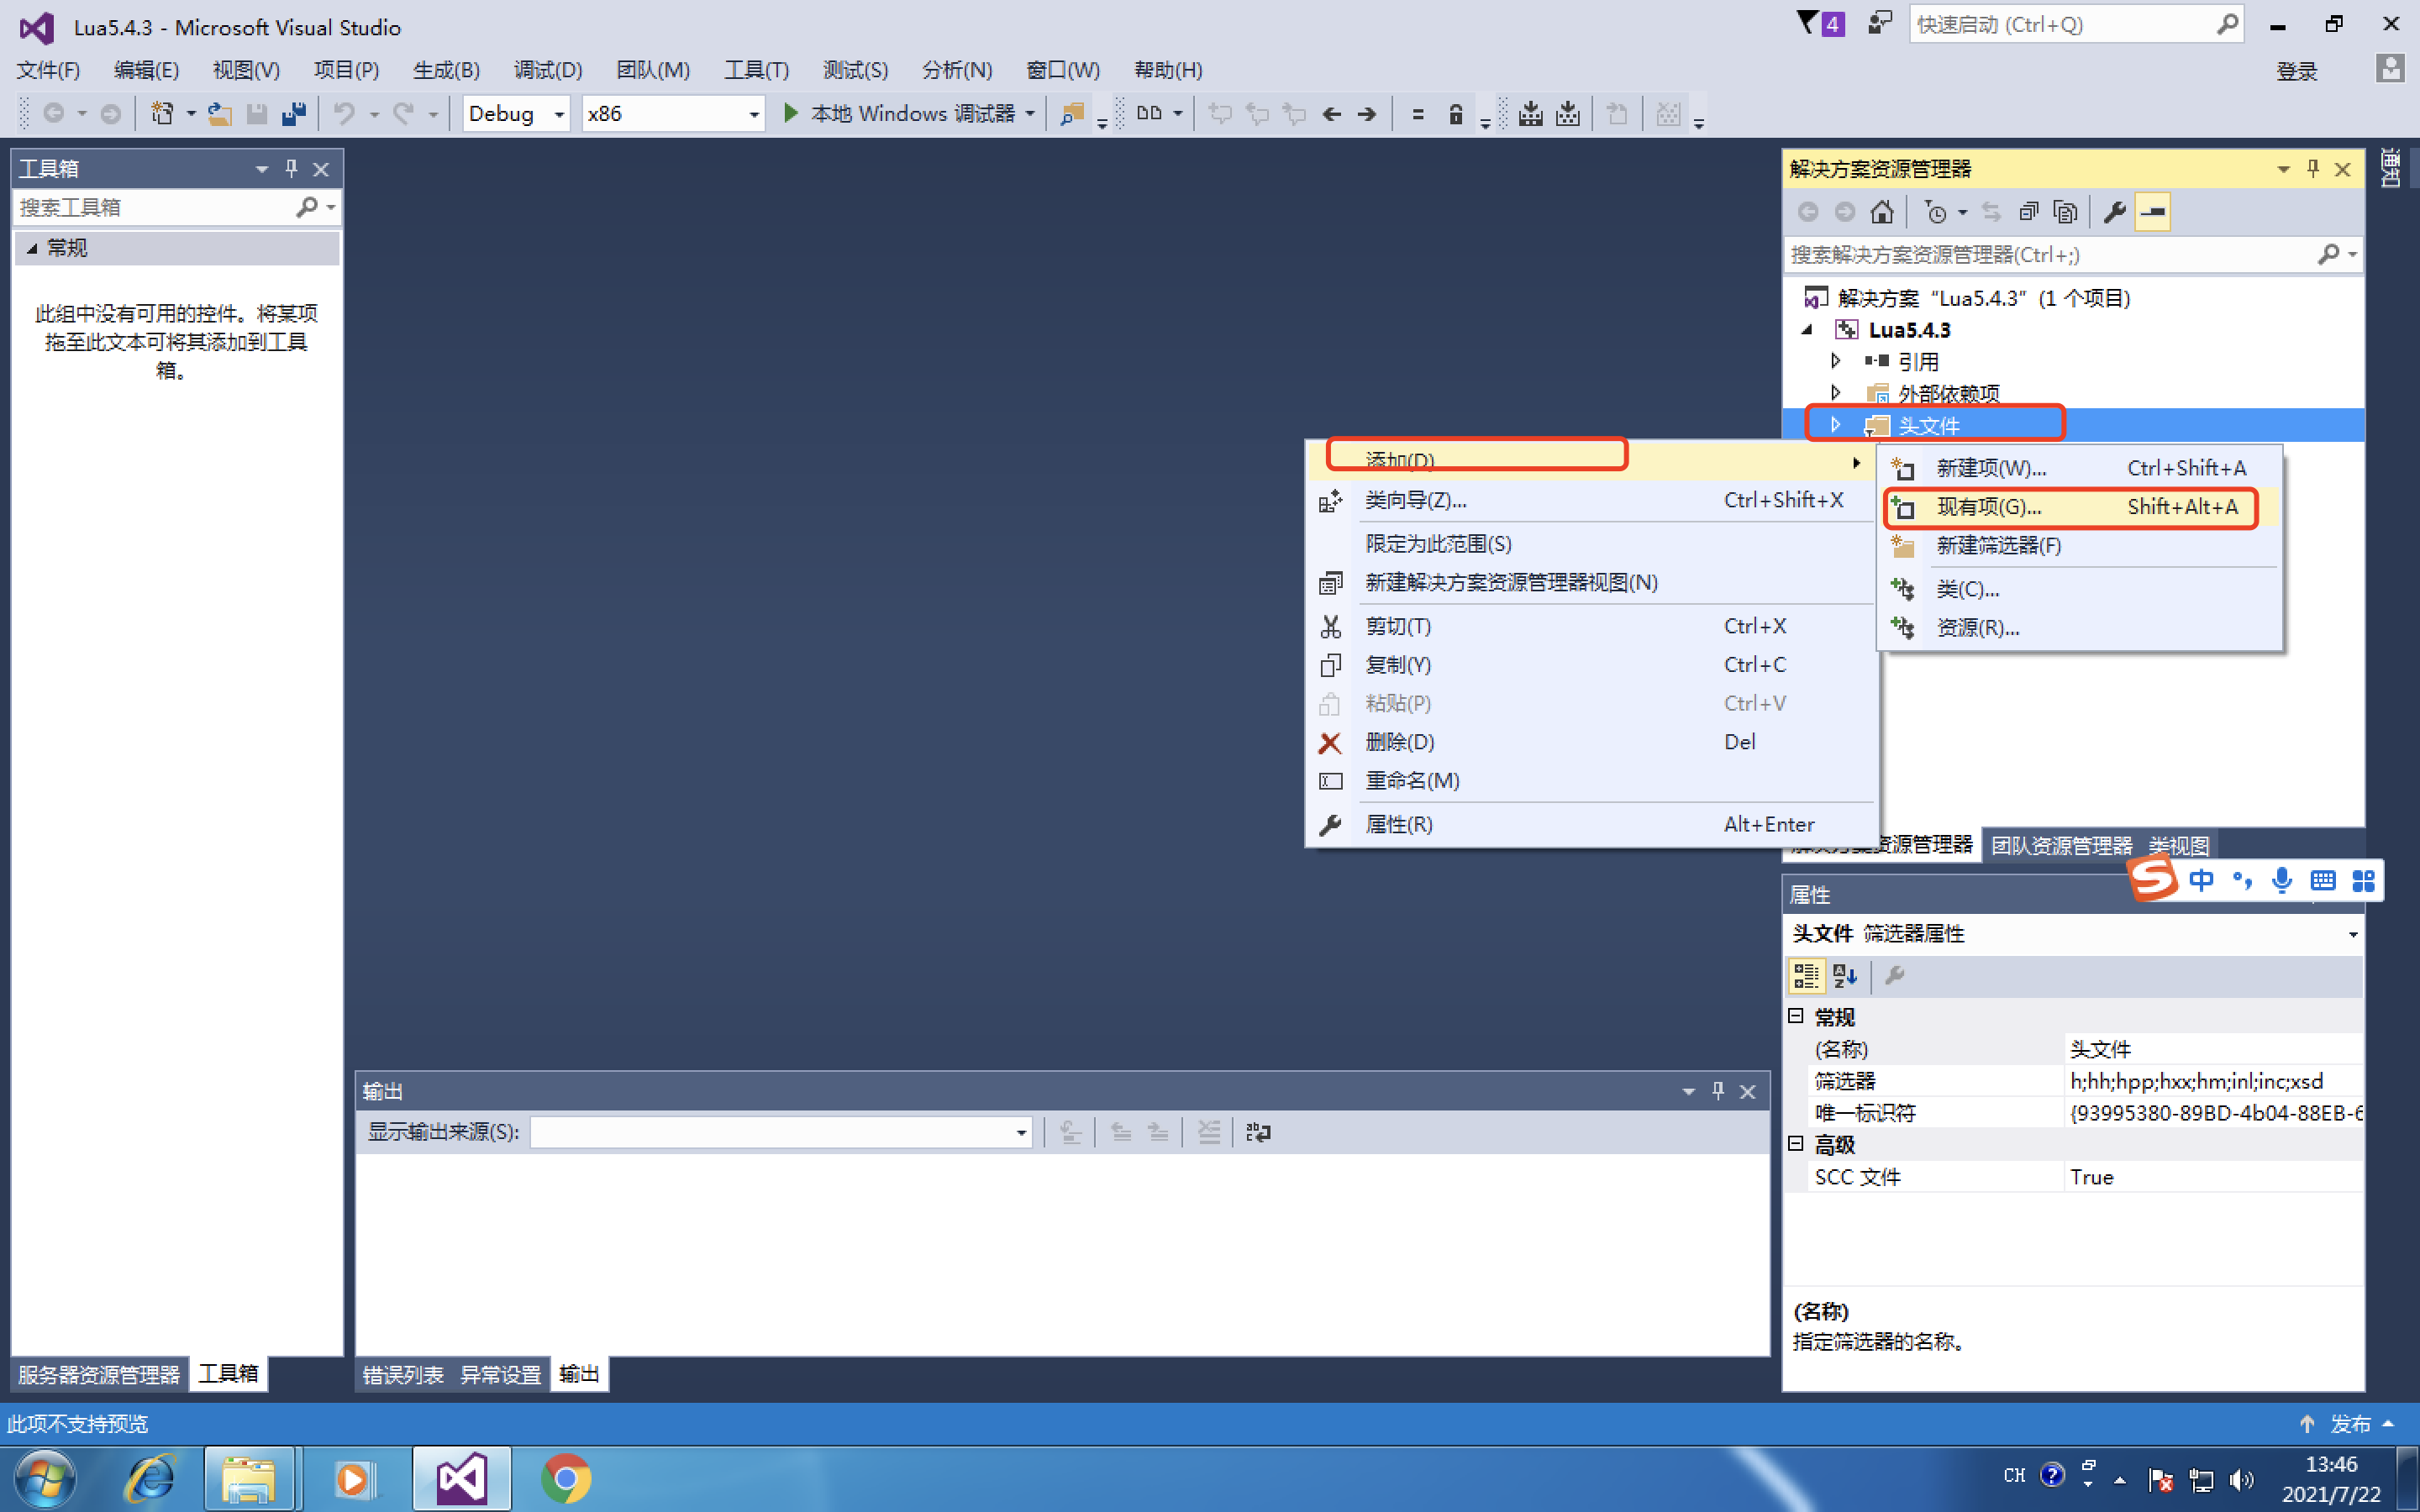 Lua5.4.3 - Microsoft Visual Studio
4
快速启动 (Ctrl+Q)
文件(F) 编辑(E) 视图(V) 项目(P) 生成(B) 调试(D) 团队(M) 工具(T) 测试(S) 分析(N) 窗口(W) 帮助(H)
登录
Debug x86 本地 Windows 调试器
工具箱
搜索工具箱
常规
此组中没有可用的控件。将某项
拖至此文本可将其添加到工具
箱。
解决方案资源管理器
通知
搜索解决方案资源管理器(Ctrl+;)
解决方案“Lua5.4.3”(1 个项目)
Lua5.4.3
引用
外部依赖项
头文件
添加(D)
类向导(Z)... Ctrl+Shift+X
限定为此范围(S)
新建解决方案资源管理器视图(N)
剪切(T) Ctrl+X
复制(Y) Ctrl+C
粘贴(P) Ctrl+V
删除(D) Del
重命名(M)
属性(R) Alt+Enter
新建项(W)... Ctrl+Shift+A
现有项(G)... Shift+Alt+A
新建筛选器(F)
类(C)...
资源(R)...
解决方案资源管理器 团队资源管理器 类视图
中
属性
头文件 筛选器属性
常规
(名称) 头文件
筛选器 h;hh;hpp;hxx;hm;inl;inc;xsd
唯一标识符 {93995380-89BD-4b04-88EB-6
高级
SCC 文件 True
(名称)
指定筛选器的名称。
输出
显示输出来源(S):
服务器资源管理器 工具箱
错误列表 异常设置 输出
此项不支持预览
发布
CH
13:46
2021/7/22